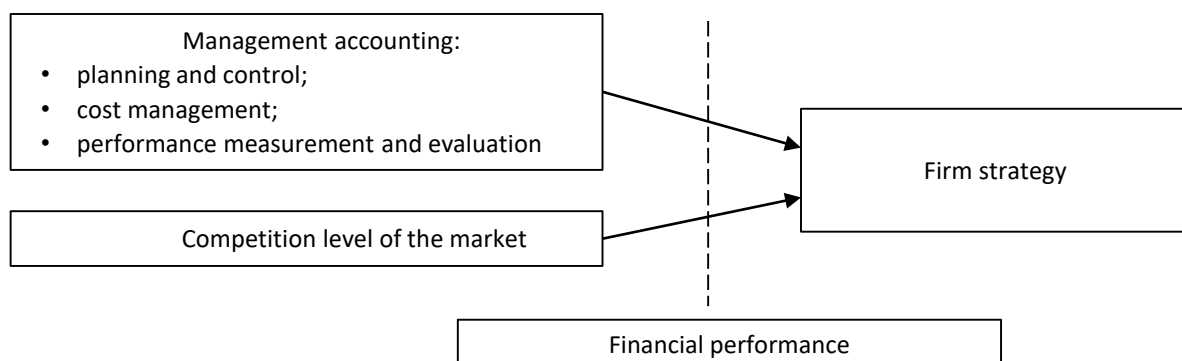 Management accounting:
• planning and control;
• cost management;
• performance measurement and evaluation
Firm strategy
Competition level of the market
Financial performance